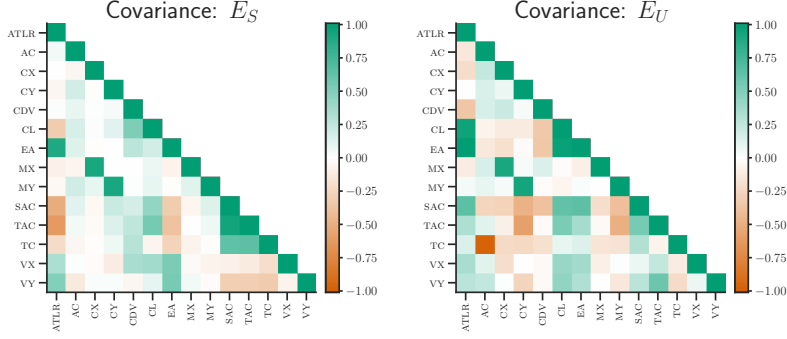 Covariance: E_S
ATLR
AC
CX
CY
CDV
CL
EA
MX
MY
SAC
TAC
TC
VX
VY
ATLR
AC
CX
CY
CDV
CL
EA
MX
MY
SAC
TAC
TC
VX
VY
1.00
0.75
0.50
0.25
0.00
−0.25
−0.50
−0.75
−1.00
Covariance: E_U
ATLR
AC
CX
CY
CDV
CL
EA
MX
MY
SAC
TAC
TC
VX
VY
ATLR
AC
CX
CY
CDV
CL
EA
MX
MY
SAC
TAC
TC
VX
VY
1.00
0.75
0.50
0.25
0.00
−0.25
−0.50
−0.75
−1.00